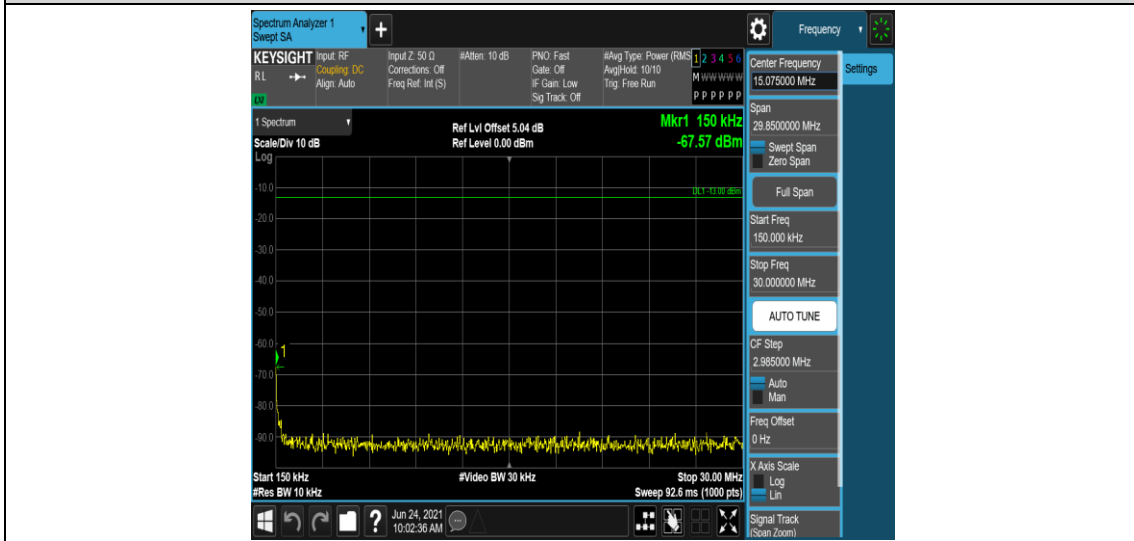 Spectrum Analyzer 1
Swept SA
+
Frequency
KEYSIGHT
RL
LXI
Input: RF
Coupling: DC
Align: Auto
Input Z: 50 Ω
Corrections: Off
Freq Ref: Int (S)
#Atten: 10 dB
PNO: Fast
Gate: Off
IF Gain: Low
Sig Track: Off
#Avg Type: Power (RMS
Avg|Hold: 10/10
Trig: Free Run
1 2 3 4 5 6
M W W W W W
P P P P P P
1 Spectrum
Scale/Div 10 dB
Log
Ref Lvl Offset 5.04 dB
Ref Level 0.00 dBm
Mkr1 150 kHz
-67.57 dBm
DL1 -13.00 dBm
-10.0
-20.0
-30.0
-40.0
-50.0
-60.0
1
-70.0
-80.0
-90.0
Start 150 kHz
#Res BW 10 kHz
#Video BW 30 kHz
Stop 30.00 MHz
Sweep 92.6 ms (1000 pts)
Center Frequency
15.075000 MHz
Settings
Span
29.8500000 MHz
Swept Span
Zero Span
Full Span
Start Freq
150.000 kHz
Stop Freq
30.000000 MHz
AUTO TUNE
CF Step
2.985000 MHz
Auto
Man
Freq Offset
0 Hz
X Axis Scale
Log
Lin
Signal Track
(Span Zoom)
?
Jun 24, 2021
10:02:36 AM